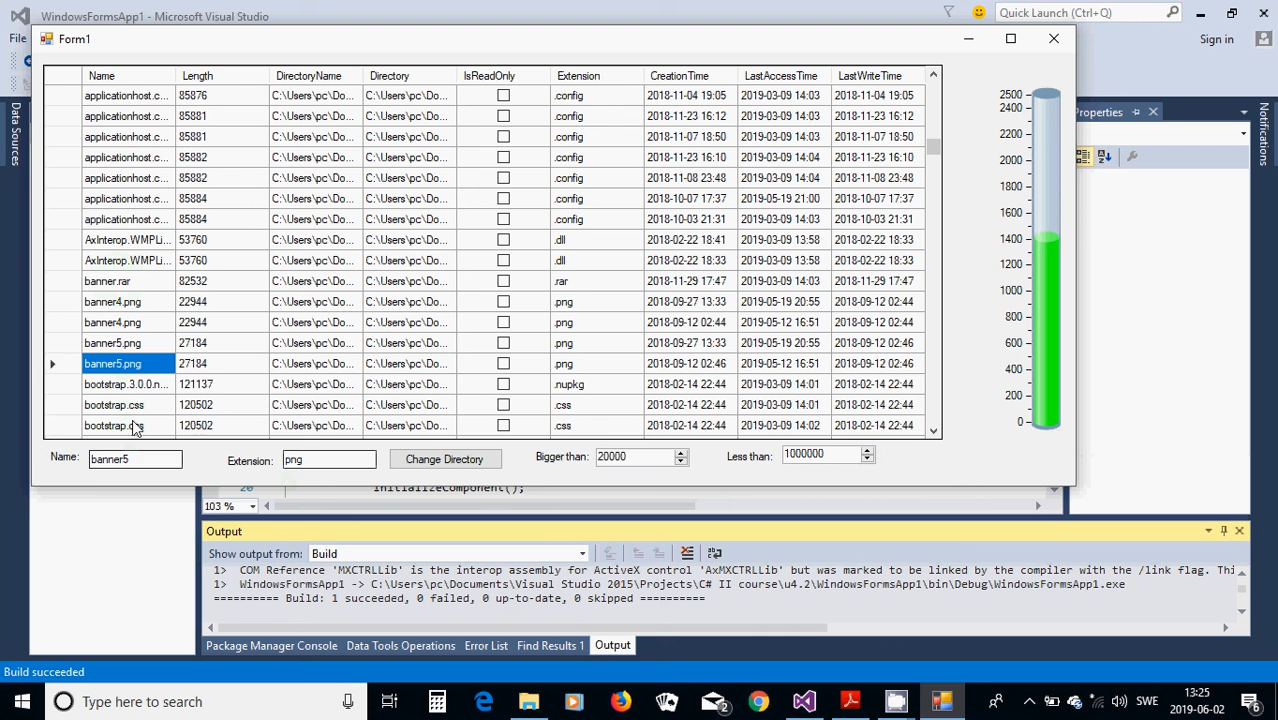 WindowsFormsApp1 - Microsoft Visual Studio
Quick Launch (Ctrl+Q)
File
Sign in
Form1
Name Length DirectoryName Directory IsReadOnly Extension CreationTime LastAccessTime LastWriteTime
applicationhost.c... 85876 C:\Users\pc\Do... C:\Users\pc\Do... .config 2018-11-04 19:05 2019-03-09 14:03 2018-11-04 19:05
applicationhost.c... 85881 C:\Users\pc\Do... C:\Users\pc\Do... .config 2018-11-23 16:12 2019-03-09 14:03 2018-11-23 16:12
applicationhost.c... 85881 C:\Users\pc\Do... C:\Users\pc\Do... .config 2018-11-07 18:50 2019-03-09 14:03 2018-11-07 18:50
applicationhost.c... 85882 C:\Users\pc\Do... C:\Users\pc\Do... .config 2018-11-23 16:10 2019-03-09 14:03 2018-11-23 16:10
applicationhost.c... 85882 C:\Users\pc\Do... C:\Users\pc\Do... .config 2018-11-08 23:48 2019-03-09 14:04 2018-11-08 23:48
applicationhost.c... 85884 C:\Users\pc\Do... C:\Users\pc\Do... .config 2018-10-07 17:37 2019-05-19 21:00 2018-10-07 17:37
applicationhost.c... 85884 C:\Users\pc\Do... C:\Users\pc\Do... .config 2018-10-03 21:31 2019-03-09 14:03 2018-10-03 21:31
AxInterop.WMPLi... 53760 C:\Users\pc\Do... C:\Users\pc\Do... .dll 2018-02-22 18:41 2019-03-09 13:58 2018-02-22 18:33
AxInterop.WMPLi... 53760 C:\Users\pc\Do... C:\Users\pc\Do... .dll 2018-02-22 18:33 2019-03-09 13:58 2018-02-22 18:33
banner.rar 82532 C:\Users\pc\Do... C:\Users\pc\Do... .rar 2018-11-29 17:47 2019-03-09 14:03 2018-11-29 17:47
banner4.png 22944 C:\Users\pc\Do... C:\Users\pc\Do... .png 2018-09-27 13:33 2019-05-19 20:55 2018-09-12 02:44
banner4.png 22944 C:\Users\pc\Do... C:\Users\pc\Do... .png 2018-09-12 02:44 2019-05-12 16:51 2018-09-12 02:44
banner5.png 27184 C:\Users\pc\Do... C:\Users\pc\Do... .png 2018-09-27 13:33 2019-05-19 20:55 2018-09-12 02:46
banner5.png 27184 C:\Users\pc\Do... C:\Users\pc\Do... .png 2018-09-12 02:46 2019-05-12 16:51 2018-09-12 02:46
bootstrap.3.0.0.n... 121137 C:\Users\pc\Do... C:\Users\pc\Do... .nupkg 2018-02-14 22:44 2019-03-09 14:01 2018-02-14 22:44
bootstrap.css 120502 C:\Users\pc\Do... C:\Users\pc\Do... .css 2018-02-14 22:44 2019-03-09 14:01 2018-02-14 22:44
bootstrap.css 120502 C:\Users\pc\Do... C:\Users\pc\Do... .css 2018-02-14 22:44 2019-03-09 14:01 2018-02-14 22:44
2500
2400
2200
2000
1800
1600
1400
1200
1000
800
600
400
200
0
Name: banner5 Extension: png Change Directory Bigger than: 20000 Less than: 1000000
Data Sources
Properties
Notifications
20 InitializeComponent();
103 %
Output
Show output from: Build
1> COM Reference 'MXCTRLLib' is the interop assembly for ActiveX control 'AxMXCTRLLib' but was marked to be linked by the compiler with the /link flag. Thi
1> WindowsFormsApp1 -> C:\Users\pc\Documents\Visual Studio 2015\Projects\C# II course\u4.2\WindowsFormsApp1\bin\Debug\WindowsFormsApp1.exe
========== Build: 1 succeeded, 0 failed, 0 up-to-date, 0 skipped ==========
Package Manager Console Data Tools Operations Error List Find Results 1 Output
Build succeeded
Type here to search
2
SWE
13:25
2019-06-02
6